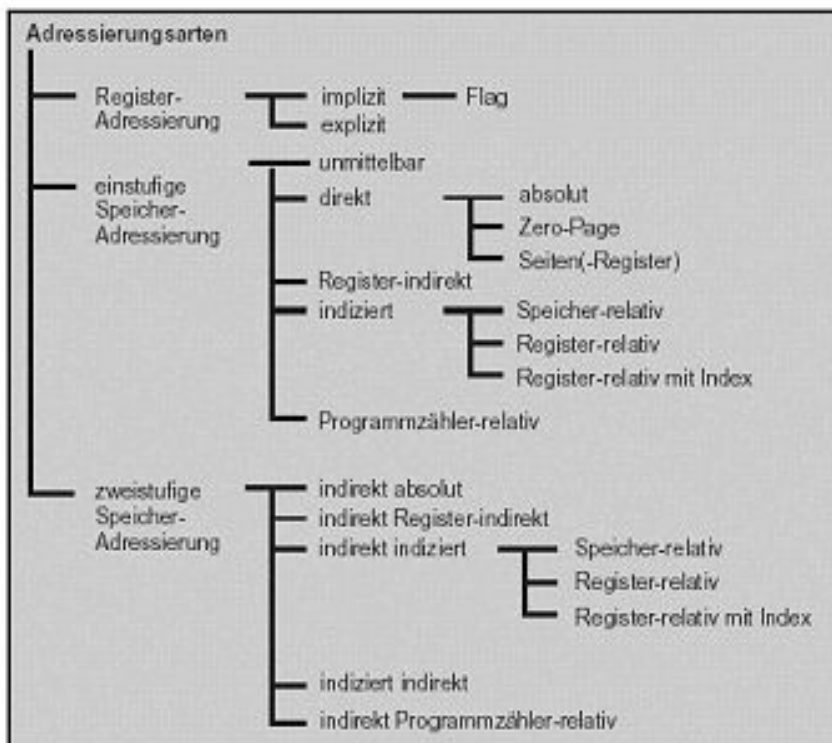 Adressierungsarten
Register-
Adressierung
implizit
Flag
explizit
einstufige
Speicher-
Adressierung
unmittelbar
direkt
absolut
Zero-Page
Seiten(-Register)
Register-indirekt
indiziert
Speicher-relativ
Register-relativ
Register-relativ mit Index
Programmzähler-relativ
zweistufige
Speicher-
Adressierung
indirekt absolut
indirekt Register-indirekt
indirekt indiziert
Speicher-relativ
Register-relativ
Register-relativ mit Index
indiziert indirekt
indirekt Programmzähler-relativ